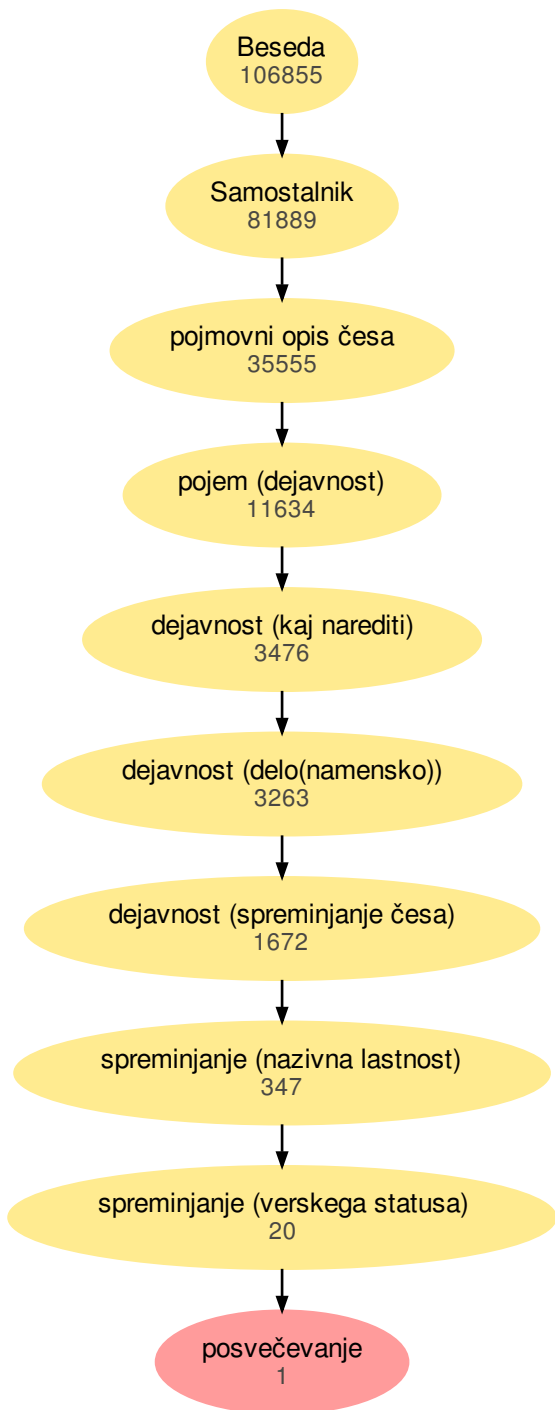 Beseda
106855
Samostalnik
81889
pojmovni opis česa
35555
pojem (dejavnost)
11634
dejavnost (kaj narediti)
3476
dejavnost (delo(namensko))
3263
dejavnost (spreminjanje česa)
1672
spreminjanje (nazivna lastnost)
347
spreminjanje (verskega statusa)
20
posvečevanje
1